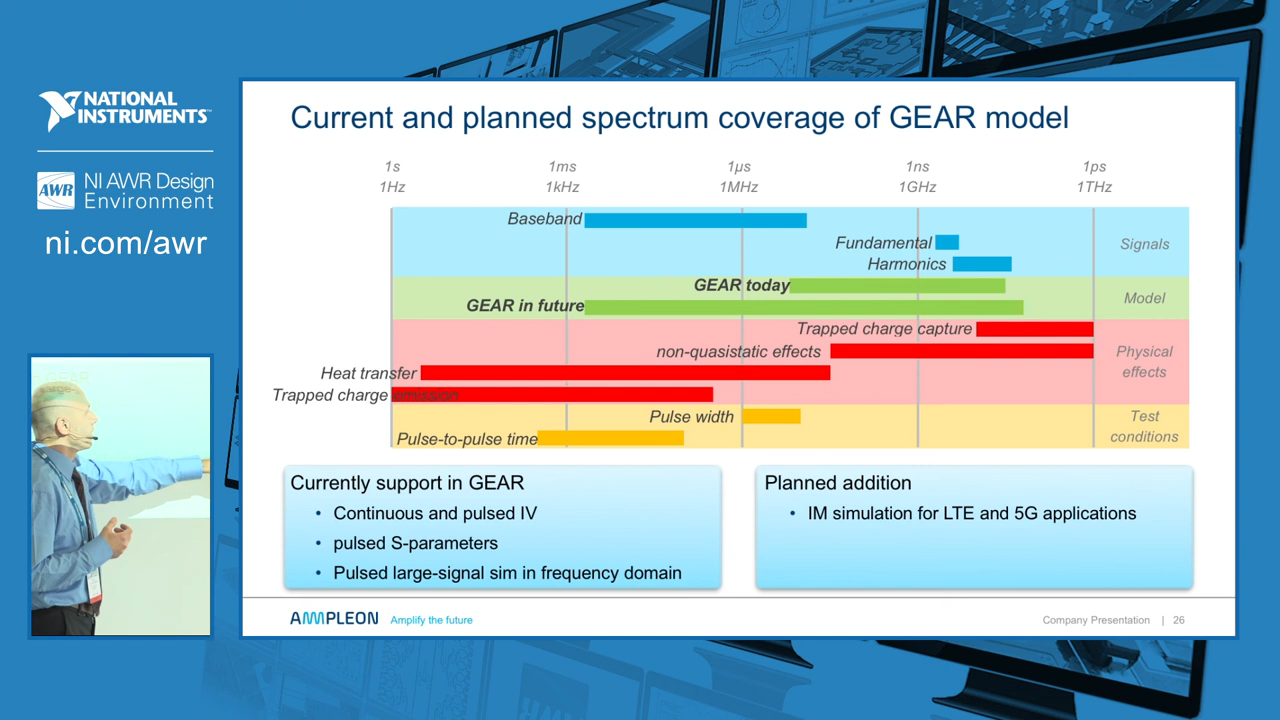 NATIONAL
INSTRUMENTS™
AWR
NI AWR Design
Environment
ni.com/awr
Current and planned spectrum coverage of GEAR model
1s 1ms 1µs 1ns 1ps
1Hz 1kHz 1MHz 1GHz 1THz
Baseband
Fundamental
Signals
Harmonics
GEAR today
Model
GEAR in future
Trapped charge capture
non-quasistatic effects
Physical
effects
Heat transfer
Trapped charge emission
Pulse width
Test
conditions
Pulse-to-pulse time
Currently support in GEAR
• Continuous and pulsed IV
• pulsed S-parameters
• Pulsed large-signal sim in frequency domain
Planned addition
• IM simulation for LTE and 5G applications
AMPLEON
Amplify the future
Company Presentation | 26